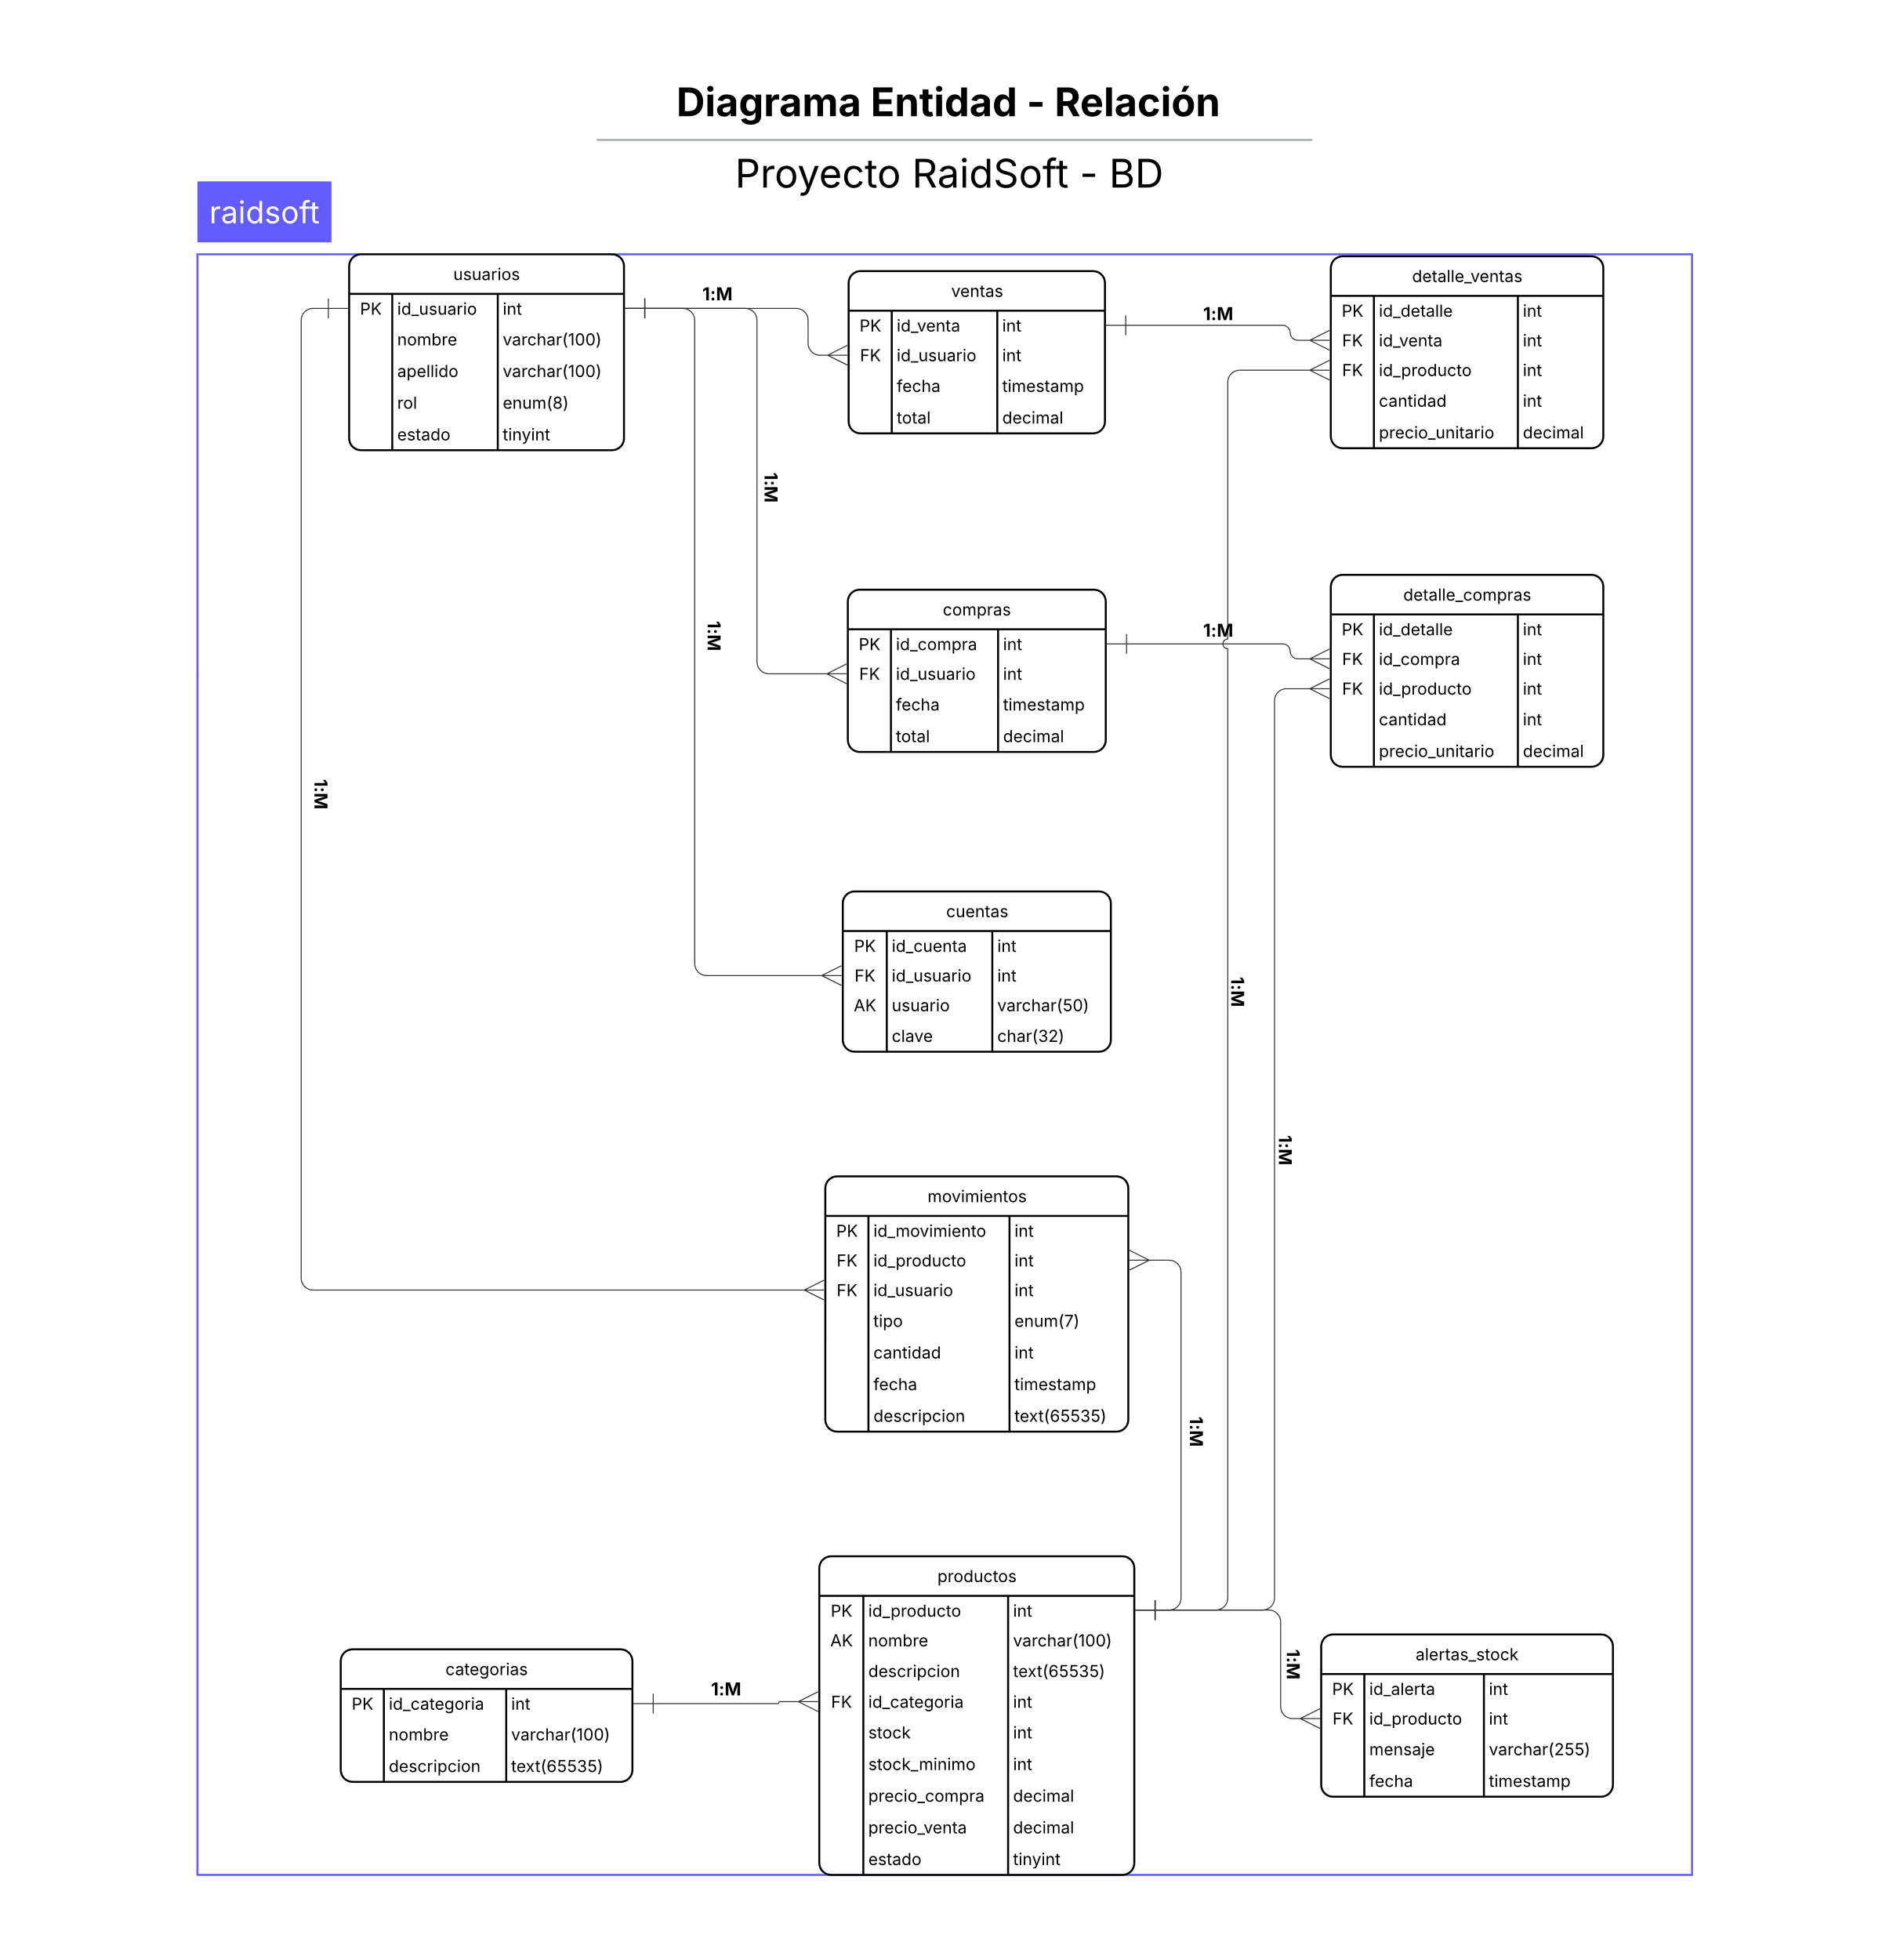 Diagrama Entidad - Relación
Proyecto RaidSoft - BD
raidsoft
usuarios
PK id_usuario int
nombre varchar(100)
apellido varchar(100)
rol enum(8)
estado tinyint
1:M
ventas
PK id_venta int
FK id_usuario int
fecha timestamp
total decimal
1:M
detalle_ventas
PK id_detalle int
FK id_venta int
FK id_producto int
cantidad int
precio_unitario decimal
1:M
1:M
1:M
compras
PK id_compra int
FK id_usuario int
fecha timestamp
total decimal
1:M
detalle_compras
PK id_detalle int
FK id_compra int
FK id_producto int
cantidad int
precio_unitario decimal
cuentas
PK id_cuenta int
FK id_usuario int
AK usuario varchar(50)
clave char(32)
1:M
1:M
movimientos
PK id_movimiento int
FK id_producto int
FK id_usuario int
tipo enum(7)
cantidad int
fecha timestamp
descripcion text(65535)
1:M
productos
PK id_producto int
AK nombre varchar(100)
descripcion text(65535)
FK id_categoria int
stock int
stock_minimo int
precio_compra decimal
precio_venta decimal
estado tinyint
categorias
PK id_categoria int
nombre varchar(100)
descripcion text(65535)
1:M
1:M
alertas_stock
PK id_alerta int
FK id_producto int
mensaje varchar(255)
fecha timestamp